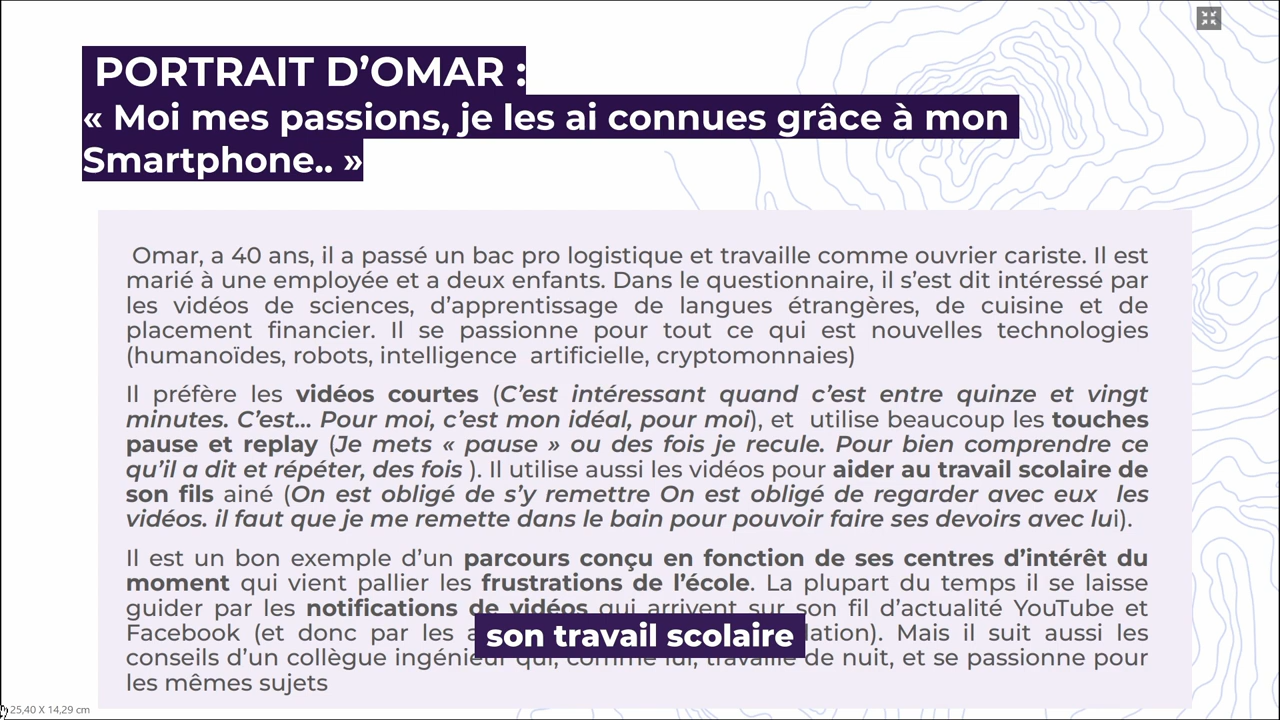 PORTRAIT D’OMAR :
« Moi mes passions, je les ai connues grâce à mon
Smartphone.. »
Omar, a 40 ans, il a passé un bac pro logistique et travaille comme ouvrier cariste. Il est
marié à une employée et a deux enfants. Dans le questionnaire, il s’est dit intéressé par
les vidéos de sciences, d’apprentissage de langues étrangères, de cuisine et de
placement financier. Il se passionne pour tout ce qui est nouvelles technologies
(humanoïdes, robots, intelligence artificielle, cryptomonnaies)
Il préfère les vidéos courtes (C’est intéressant quand c’est entre quinze et vingt
minutes. C’est... Pour moi, c’est mon idéal, pour moi), et utilise beaucoup les touches
pause et replay (Je mets « pause » ou des fois je recule. Pour bien comprendre ce
qu’il a dit et répéter, des fois ). Il utilise aussi les vidéos pour aider au travail scolaire de
son fils ainé (On est obligé de s’y remettre On est obligé de regarder avec eux les
vidéos. il faut que je me remette dans le bain pour pouvoir faire ses devoirs avec lui).
Il est un bon exemple d’un parcours conçu en fonction de ses centres d’intérêt du
moment qui vient pallier les frustrations de l’école. La plupart du temps il se laisse
guider par les notifications de vidéos qui arrivent sur son fil d’actualité YouTube et
Facebook (et donc par les lation). Mais il suit aussi les
son travail scolaire
conseils d’un collègue ingénieur qui, comme lui, travaille de nuit, et se passionne pour
les mêmes sujets
25,40 X 14,29 cm